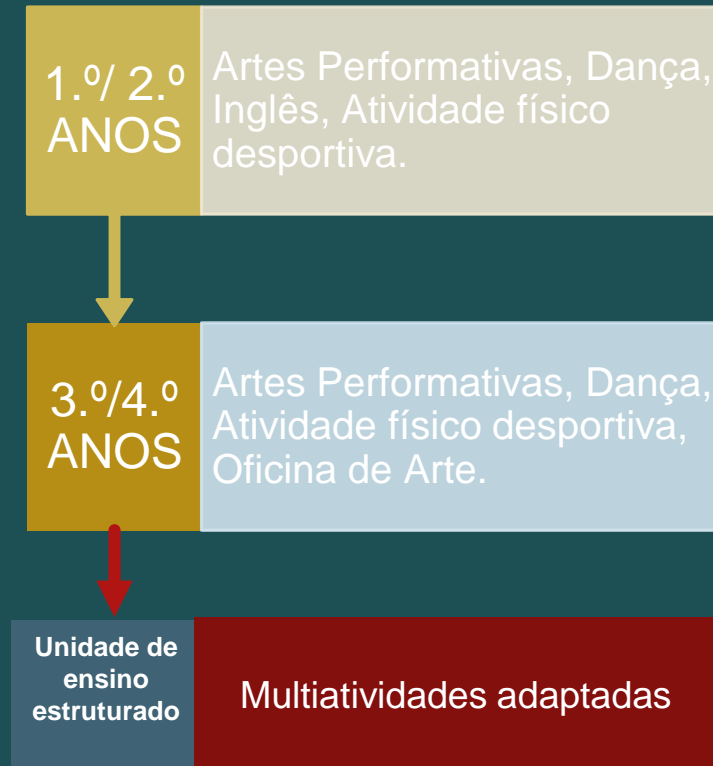 1.º/ 2.º
ANOS
Artes Performativas, Dança,
Inglês, Atividade físico
desportiva.
3.º/4.º
ANOS
Artes Performativas, Dança,
Atividade físico desportiva,
Oficina de Arte.
Unidade de
ensino
estruturado
Multiatividades adaptadas